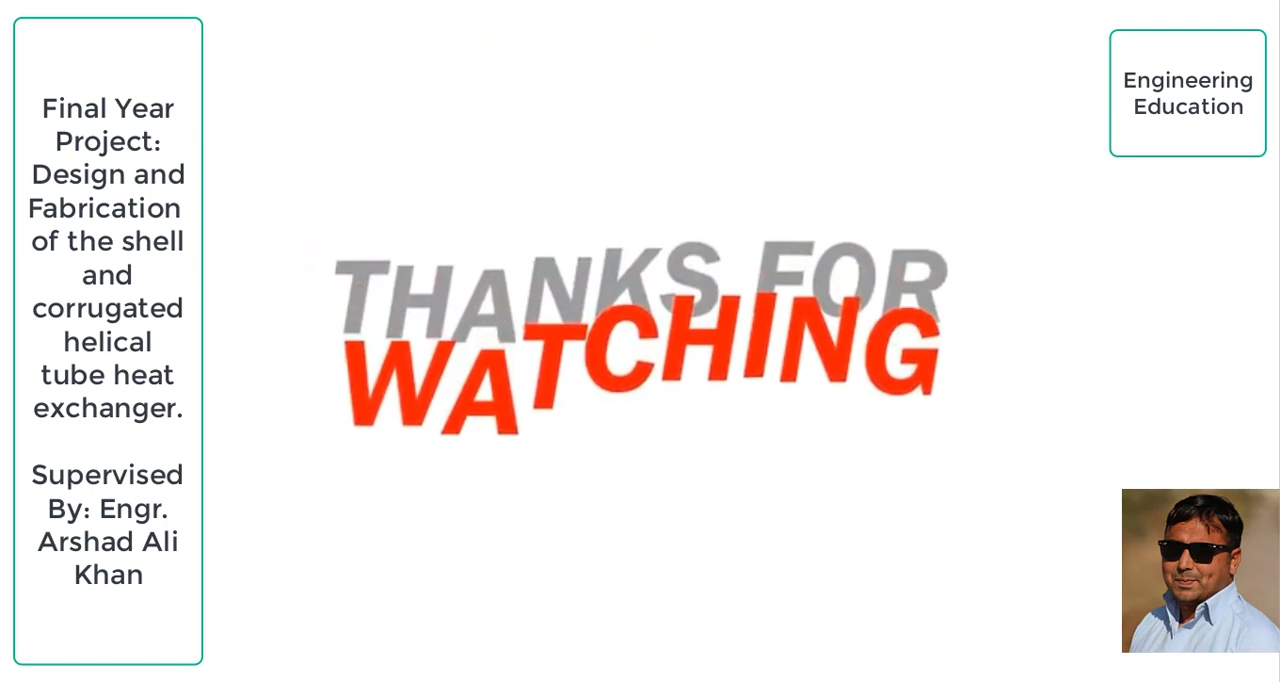 Final Year
Project:
Design and
Fabrication
of the shell
and
corrugated
helical
tube heat
exchanger.
Supervised
By: Engr.
Arshad Ali
Khan
THANKS FOR
WATCHING
Engineering
Education